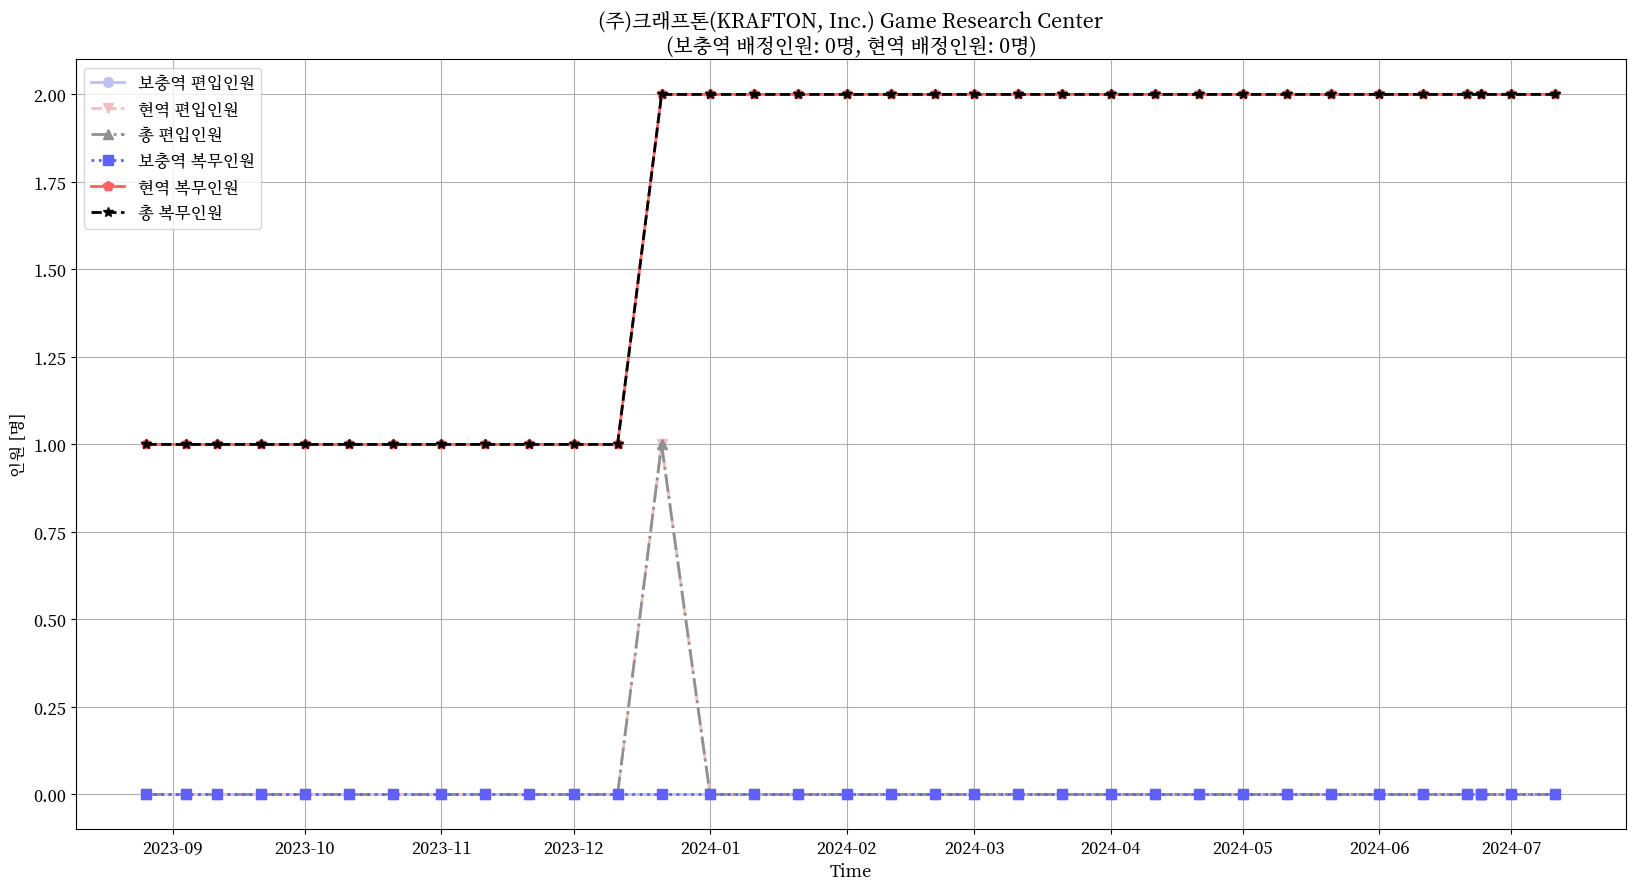 (주)크래프톤(KRAFTON, Inc.) Game Research Center
(보충역 배정인원: 0명, 현역 배정인원: 0명)
보충역 편입인원
현역 편입인원
총 편입인원
보충역 복무인원
현역 복무인원
총 복무인원
2.00
1.75
1.50
1.25
1.00
0.75
0.50
0.25
0.00
인원 [명]
2023-09 2023-10 2023-11 2023-12 2024-01 2024-02 2024-03 2024-04 2024-05 2024-06 2024-07
Time